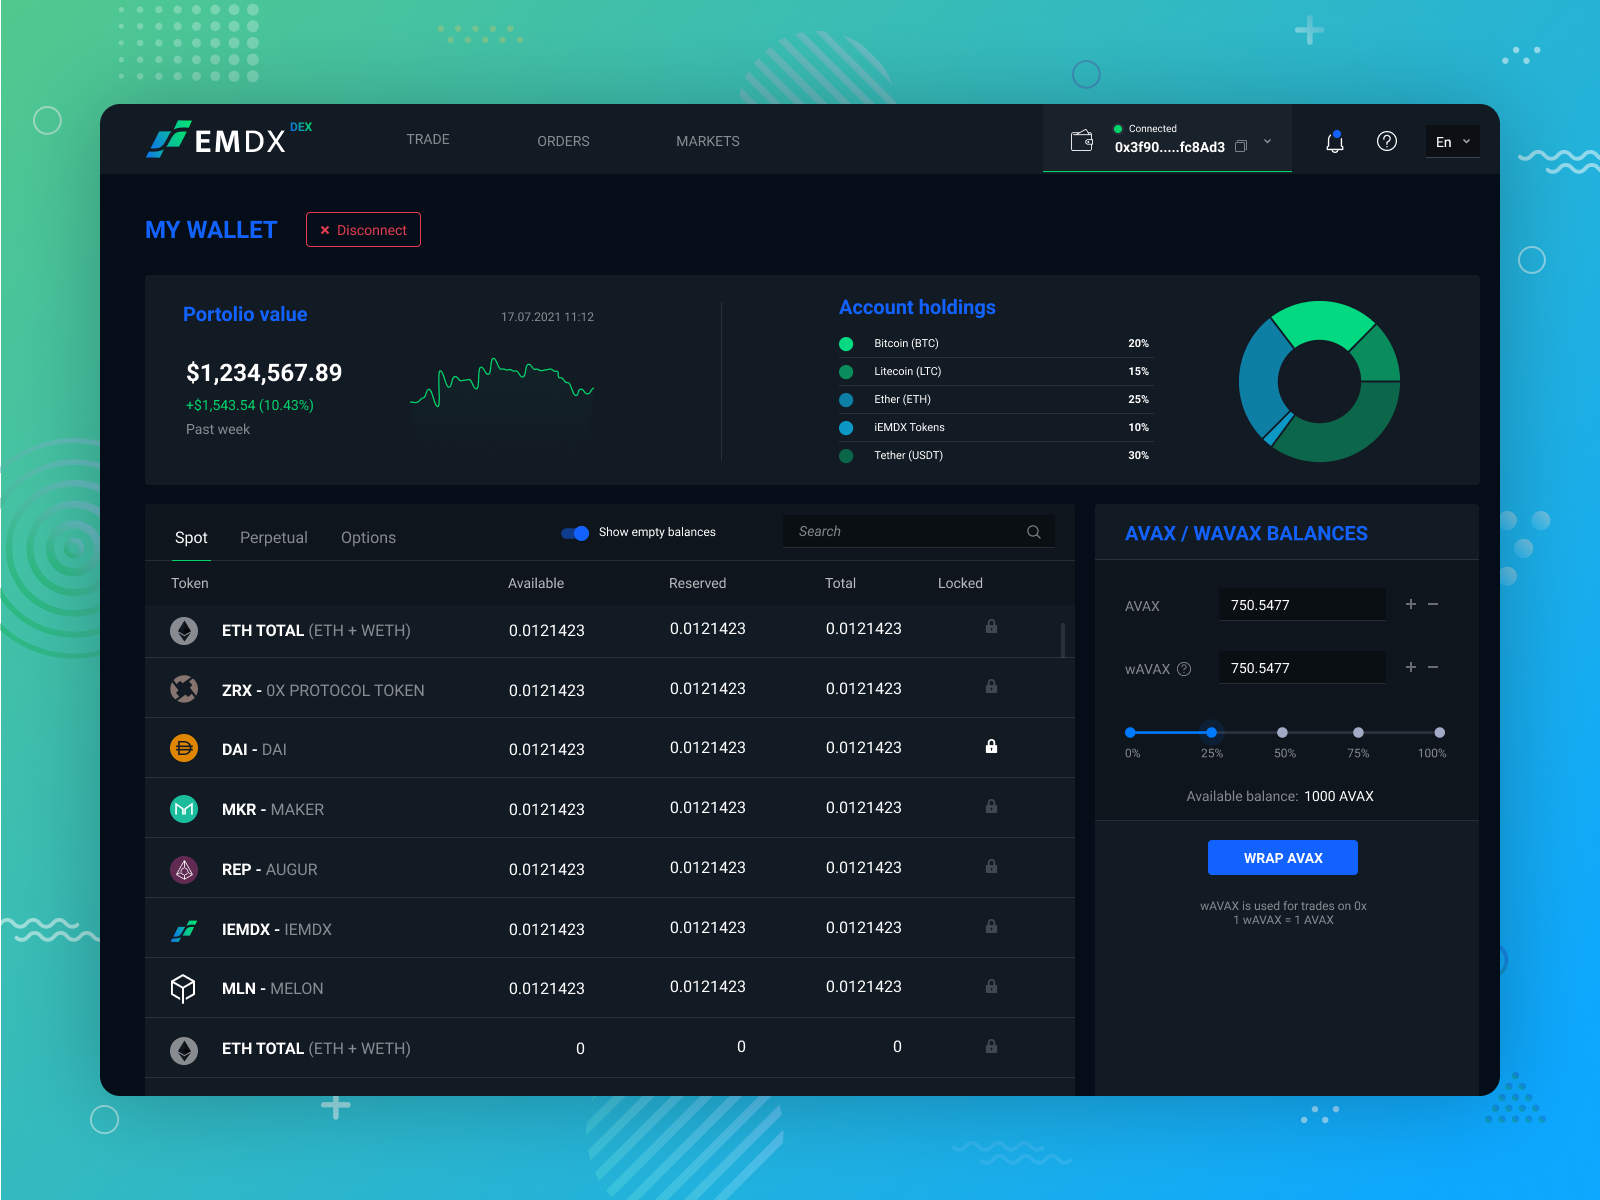 EMDX DEX
TRADE
ORDERS
MARKETS
Connected
0x3f90.....fc8Ad3
En
MY WALLET
Disconnect
Portolio value
17.07.2021 11:12
$1,234,567.89
+$1,543.54 (10.43%)
Past week
Account holdings
Bitcoin (BTC) 20%
Litecoin (LTC) 15%
Ether (ETH) 25%
iEMDX Tokens 10%
Tether (USDT) 30%
Spot Perpetual Options
Show empty balances
Search
Token Available Reserved Total Locked
ETH TOTAL (ETH + WETH) 0.0121423 0.0121423 0.0121423
ZRX - 0X PROTOCOL TOKEN 0.0121423 0.0121423 0.0121423
DAI - DAI 0.0121423 0.0121423 0.0121423
MKR - MAKER 0.0121423 0.0121423 0.0121423
REP - AUGUR 0.0121423 0.0121423 0.0121423
IEMDX - IEMDX 0.0121423 0.0121423 0.0121423
MLN - MELON 0.0121423 0.0121423 0.0121423
ETH TOTAL (ETH + WETH) 0 0 0
AVAX / WAVAX BALANCES
AVAX 750.5477 + −
wAVAX ? 750.5477 + −
0% 25% 50% 75% 100%
Available balance: 1000 AVAX
WRAP AVAX
wAVAX is used for trades on 0x
1 wAVAX = 1 AVAX